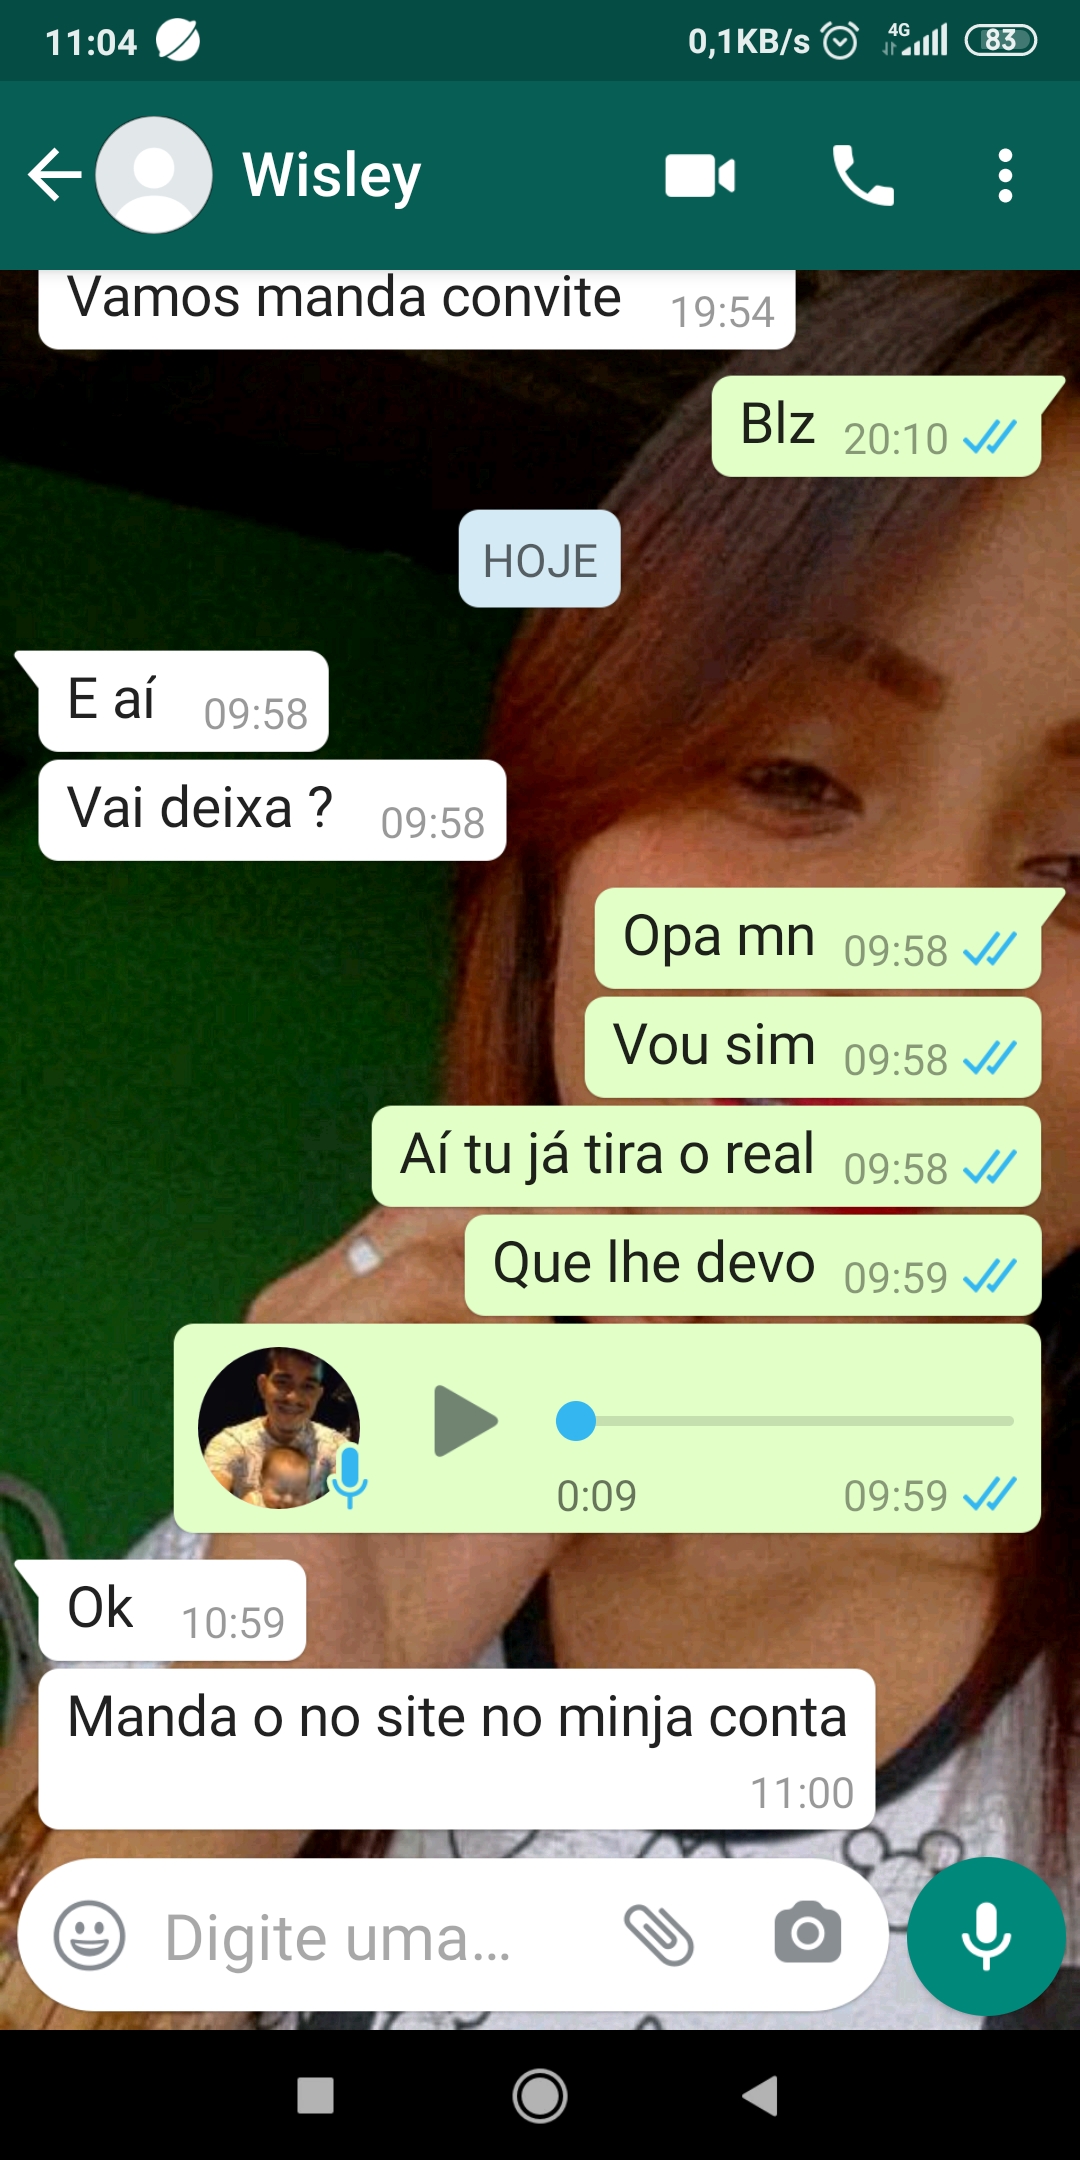 11:04 0,1KB/s 4G 83
Wisley
Vamos manda convite 19:54
Blz 20:10
HOJE
E aí 09:58
Vai deixa ? 09:58
Opa mn 09:58
Vou sim 09:58
Aí tu já tira o real 09:58
Que lhe devo 09:59
0:09 09:59
Ok 10:59
Manda o no site no minja conta
11:00
Digite uma...